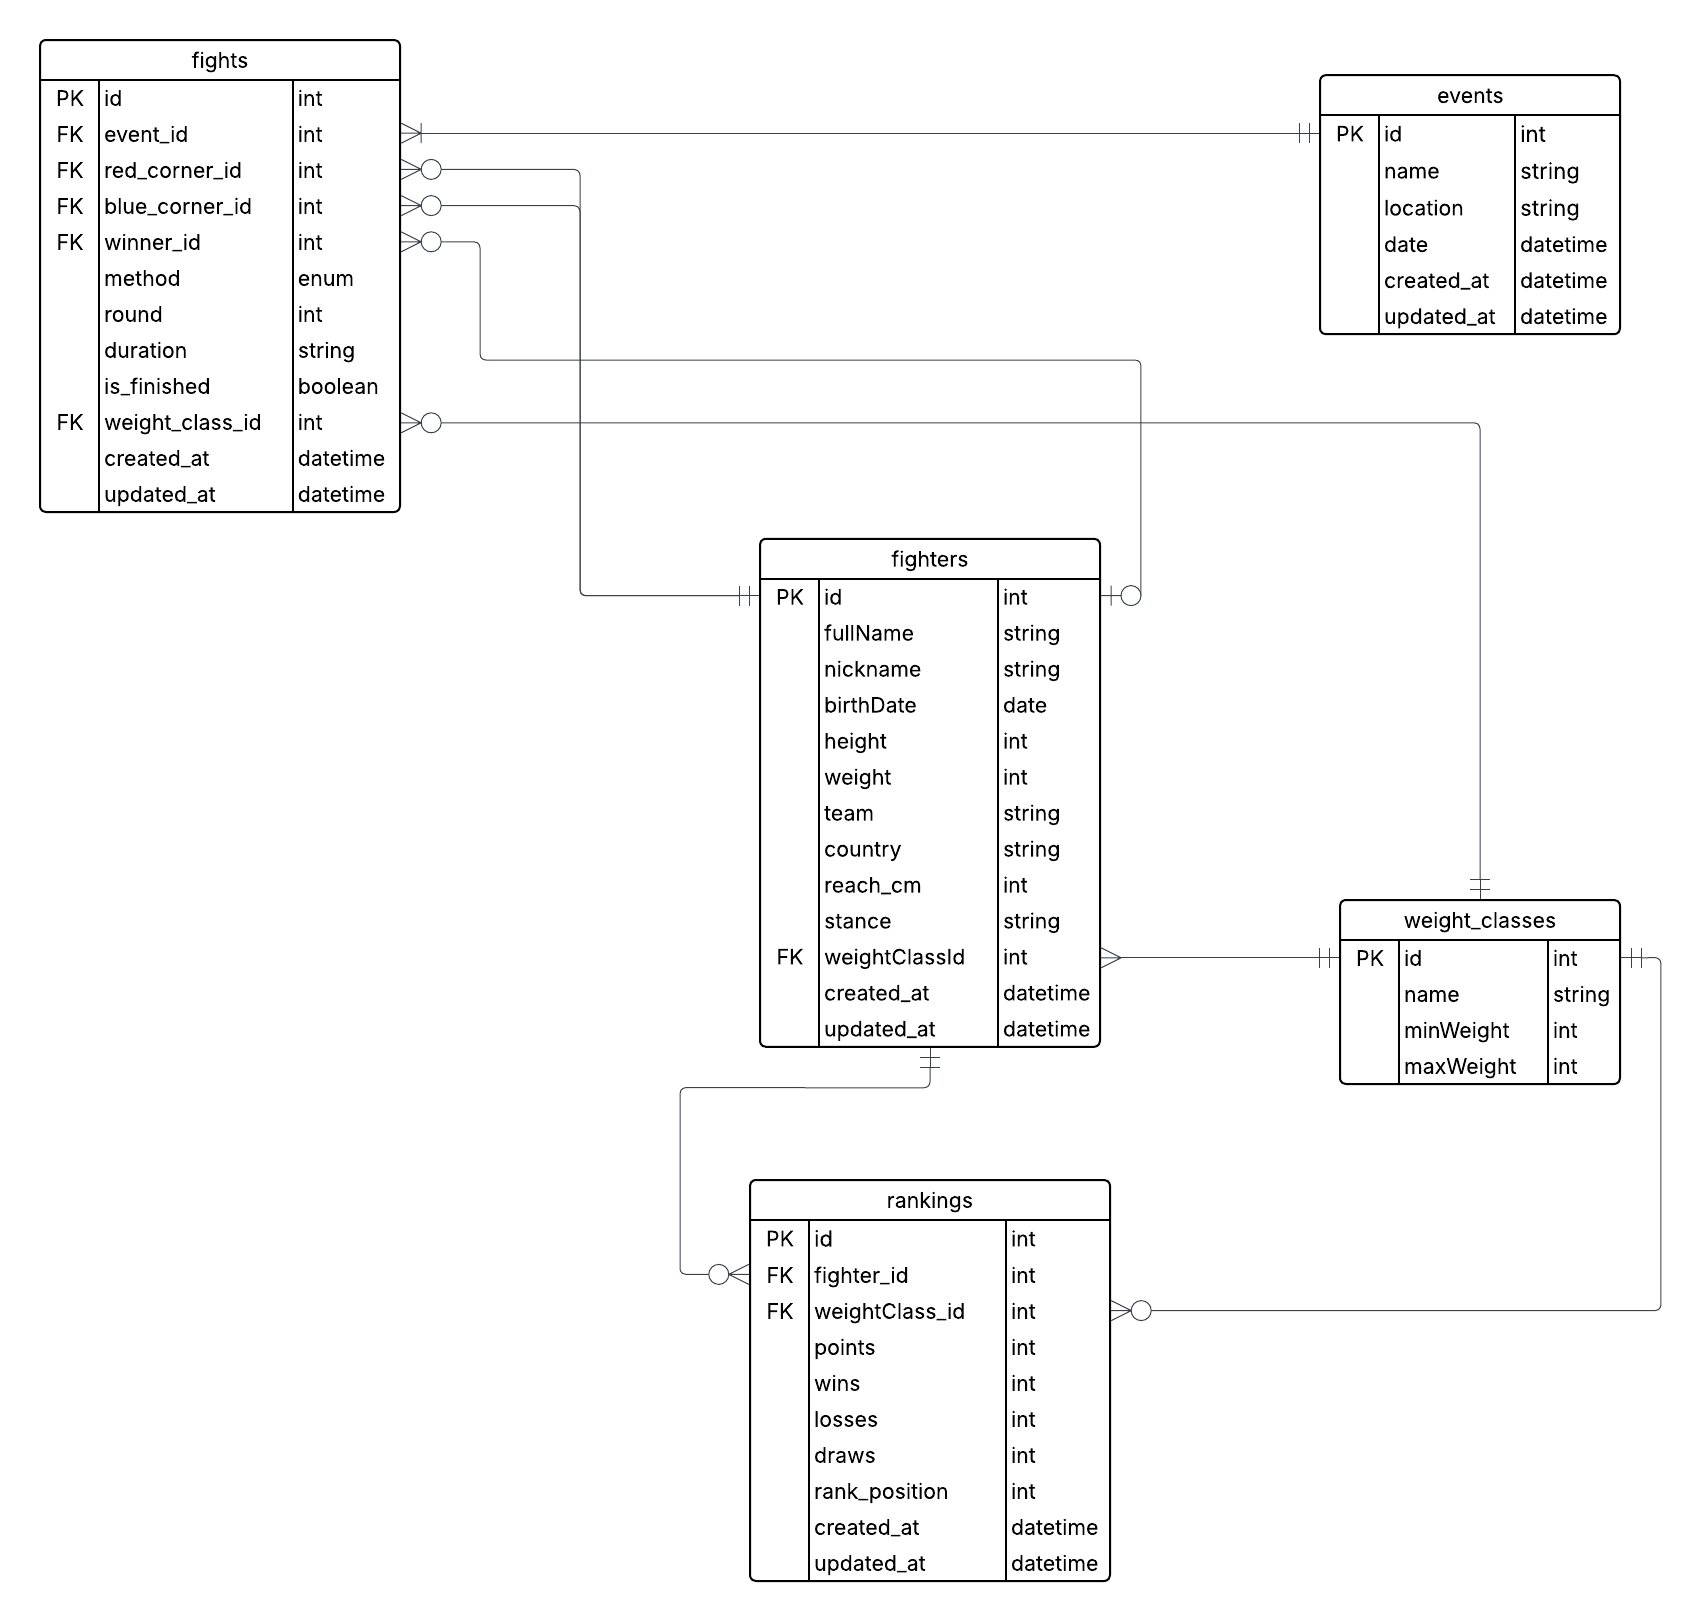 fights
PK id int
FK event_id int
FK red_corner_id int
FK blue_corner_id int
FK winner_id int
method enum
round int
duration string
is_finished boolean
FK weight_class_id int
created_at datetime
updated_at datetime
events
PK id int
name string
location string
date datetime
created_at datetime
updated_at datetime
fighters
PK id int
fullName string
nickname string
birthDate date
height int
weight int
team string
country string
reach_cm int
stance string
FK weightClassId int
created_at datetime
updated_at datetime
weight_classes
PK id int
name string
minWeight int
maxWeight int
rankings
PK id int
FK fighter_id int
FK weightClass_id int
points int
wins int
losses int
draws int
rank_position int
created_at datetime
updated_at datetime